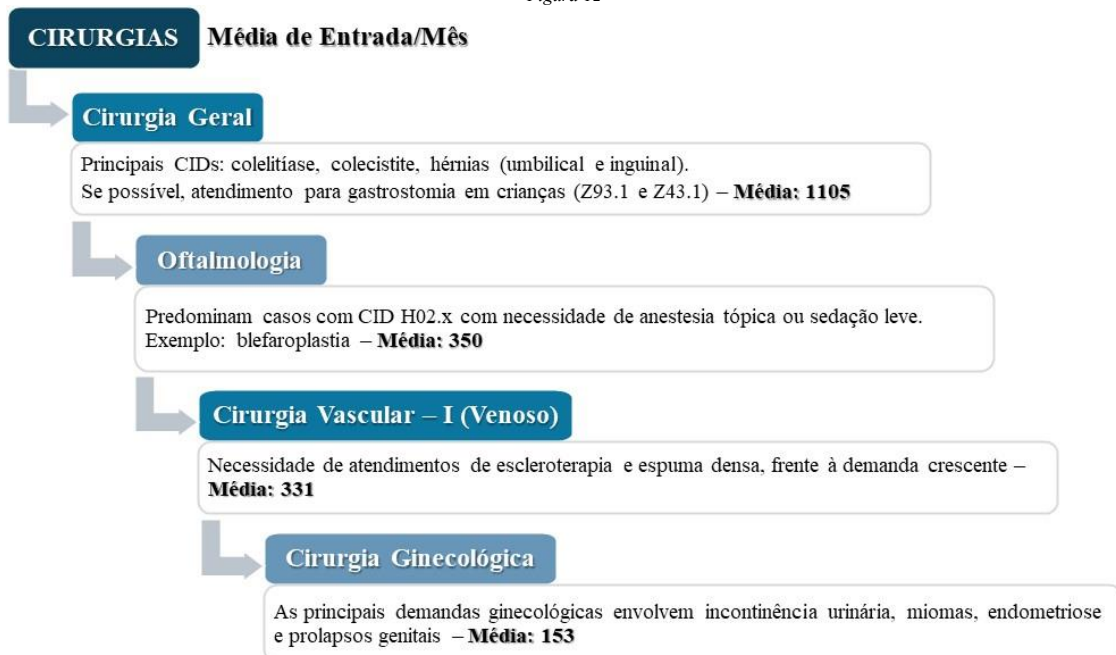 CIRURGIAS Média de Entrada/Mês
Cirurgia Geral
Principais CIDs: colelitíase, colecistite, hérnias (umbilical e inguinal).
Se possível, atendimento para gastrostomia em crianças (Z93.1 e Z43.1) – Média: 1105
Oftalmologia
Predominam casos com CID H02.x com necessidade de anestesia tópica ou sedação leve.
Exemplo: blefaroplastia – Média: 350
Cirurgia Vascular – I (Venoso)
Necessidade de atendimentos de escleroterapia e espuma densa, frente à demanda crescente –
Média: 331
Cirurgia Ginecológica
As principais demandas ginecológicas envolvem incontinência urinária, miomas, endometriose
e prolapsos genitais – Média: 153